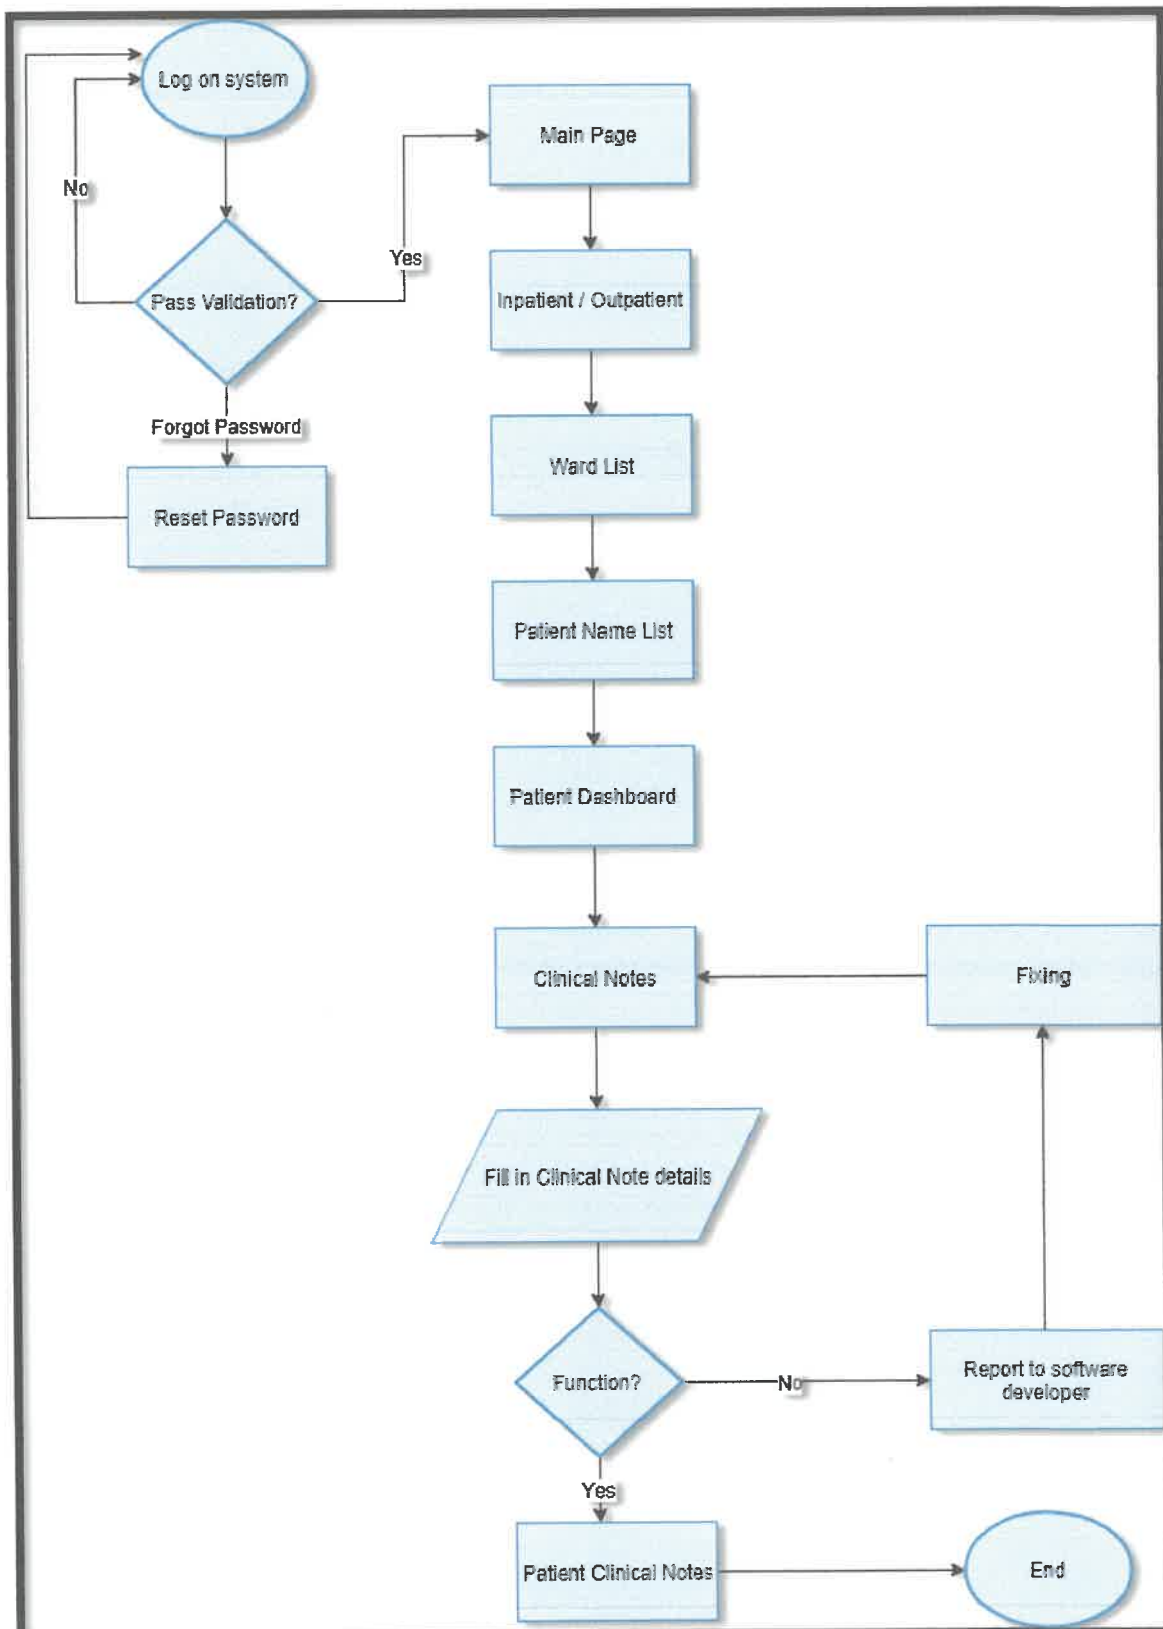 Log on system
No
Pass Validation?
Yes
Forgot Password
Reset Password
Main Page
Inpatient / Outpatient
Ward List
Patient Name List
Patient Dashboard
Clinical Notes
Fixing
Fill in Clinical Note details
Function?
No
Report to software
developer
Yes
Patient Clinical Notes
End